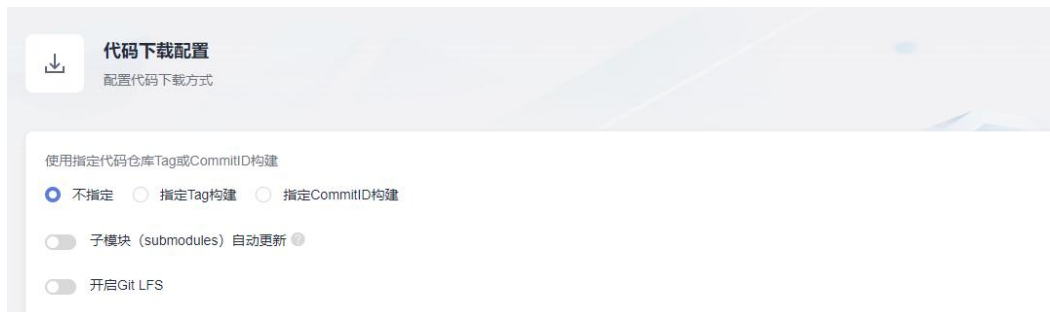 代码下载配置
配置代码下载方式
使用指定代码仓库Tag或CommitID构建
不指定 指定Tag构建 指定CommitID构建
子模块（submodules）自动更新 ?
开启Git LFS